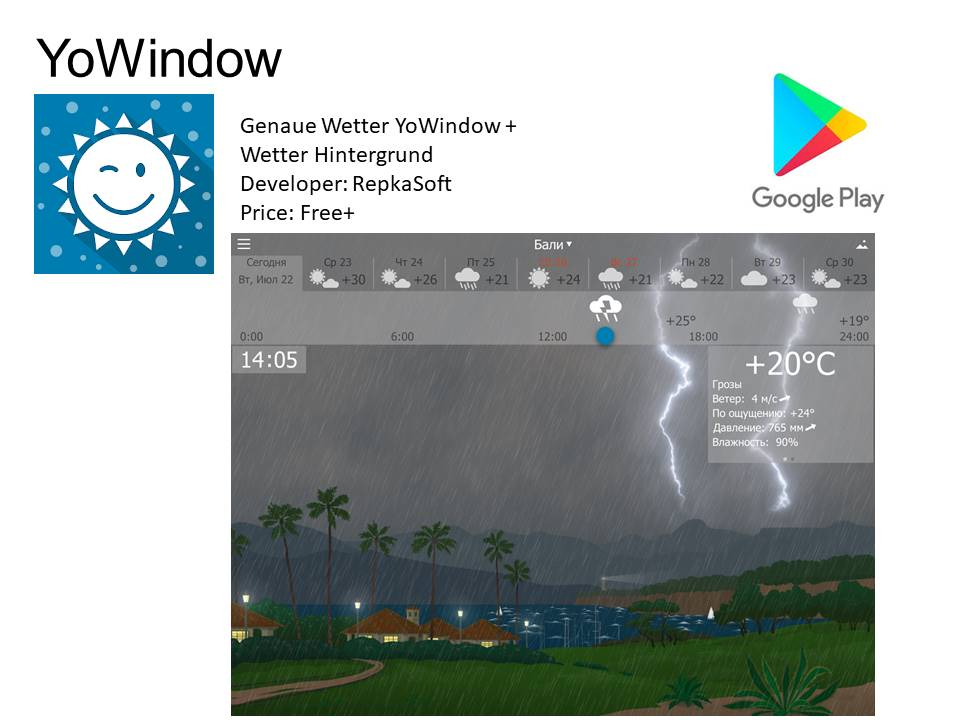 YoWindow
Genaue Wetter YoWindow +
Wetter Hintergrund
Developer: RepkaSoft
Price: Free+
Google Play
Бали
Сегодня Ср 23 Чт 24 Пт 25 Сб 26 Вс 27 Пн 28 Вт 29 Ср 30
Вт, Июл 22 +30 +26 +21 +24 +21 +22 +23 +23
+25° +19°
0:00 6:00 12:00 18:00 24:00
14:05
+20°C
Грозы
Ветер: 4 м/с
По ощущению: +24°
Давление: 765 мм
Влажность: 90%